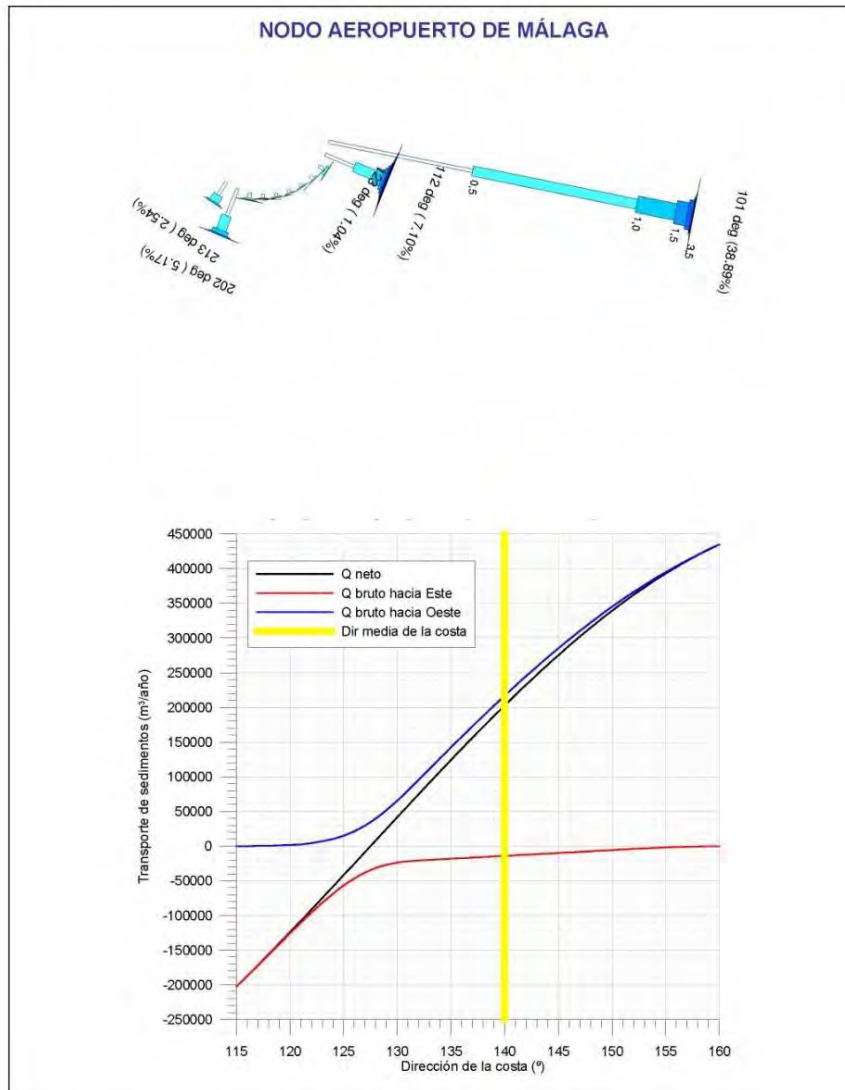 NODO AEROPUERTO DE MÁLAGA
213 deg ( 2.54%)
202 deg ( 5.17%)
123 deg ( 1.04%)
112 deg ( 7.10%)
0,5
1,0
1,5
3,5
101 deg (38.89%)
Transporte de sedimentos (m³/año)
450000
400000
350000
300000
250000
200000
150000
100000
50000
0
-50000
-100000
-150000
-200000
-250000
Q neto
Q bruto hacia Este
Q bruto hacia Oeste
Dir media de la costa
115 120 125 130 135 140 145 150 155 160
Dirección de la costa (º)